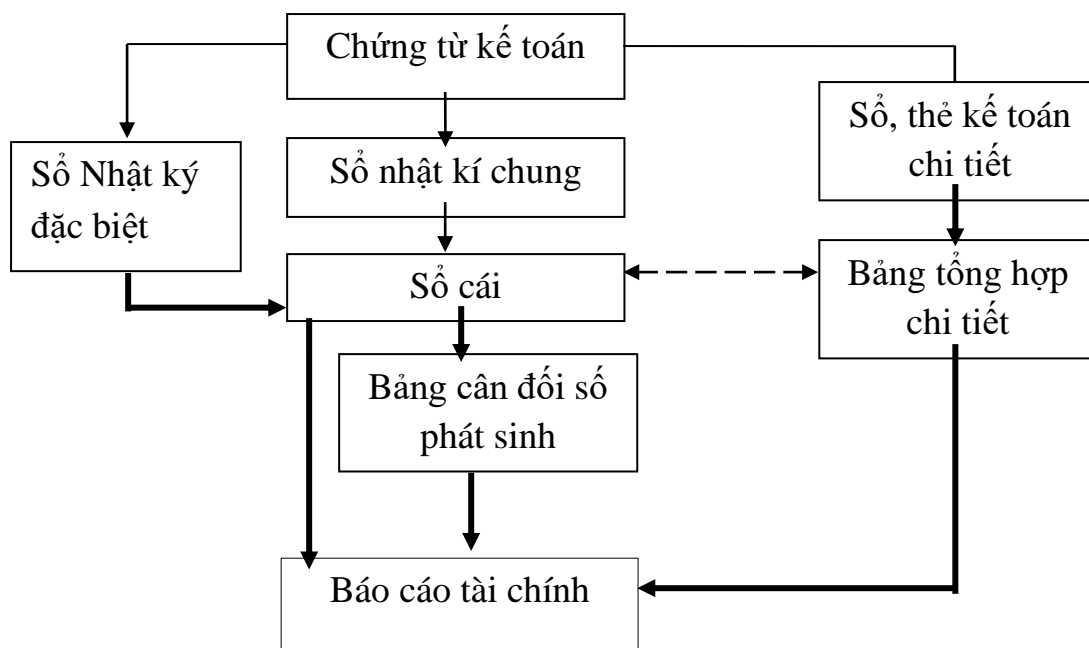 Chứng từ kế toán
Sổ, thẻ kế toán
chi tiết
Sổ Nhật ký
đặc biệt
Sổ nhật kí chung
Sổ cái
Bảng tổng hợp
chi tiết
Bảng cân đối số
phát sinh
Báo cáo tài chính